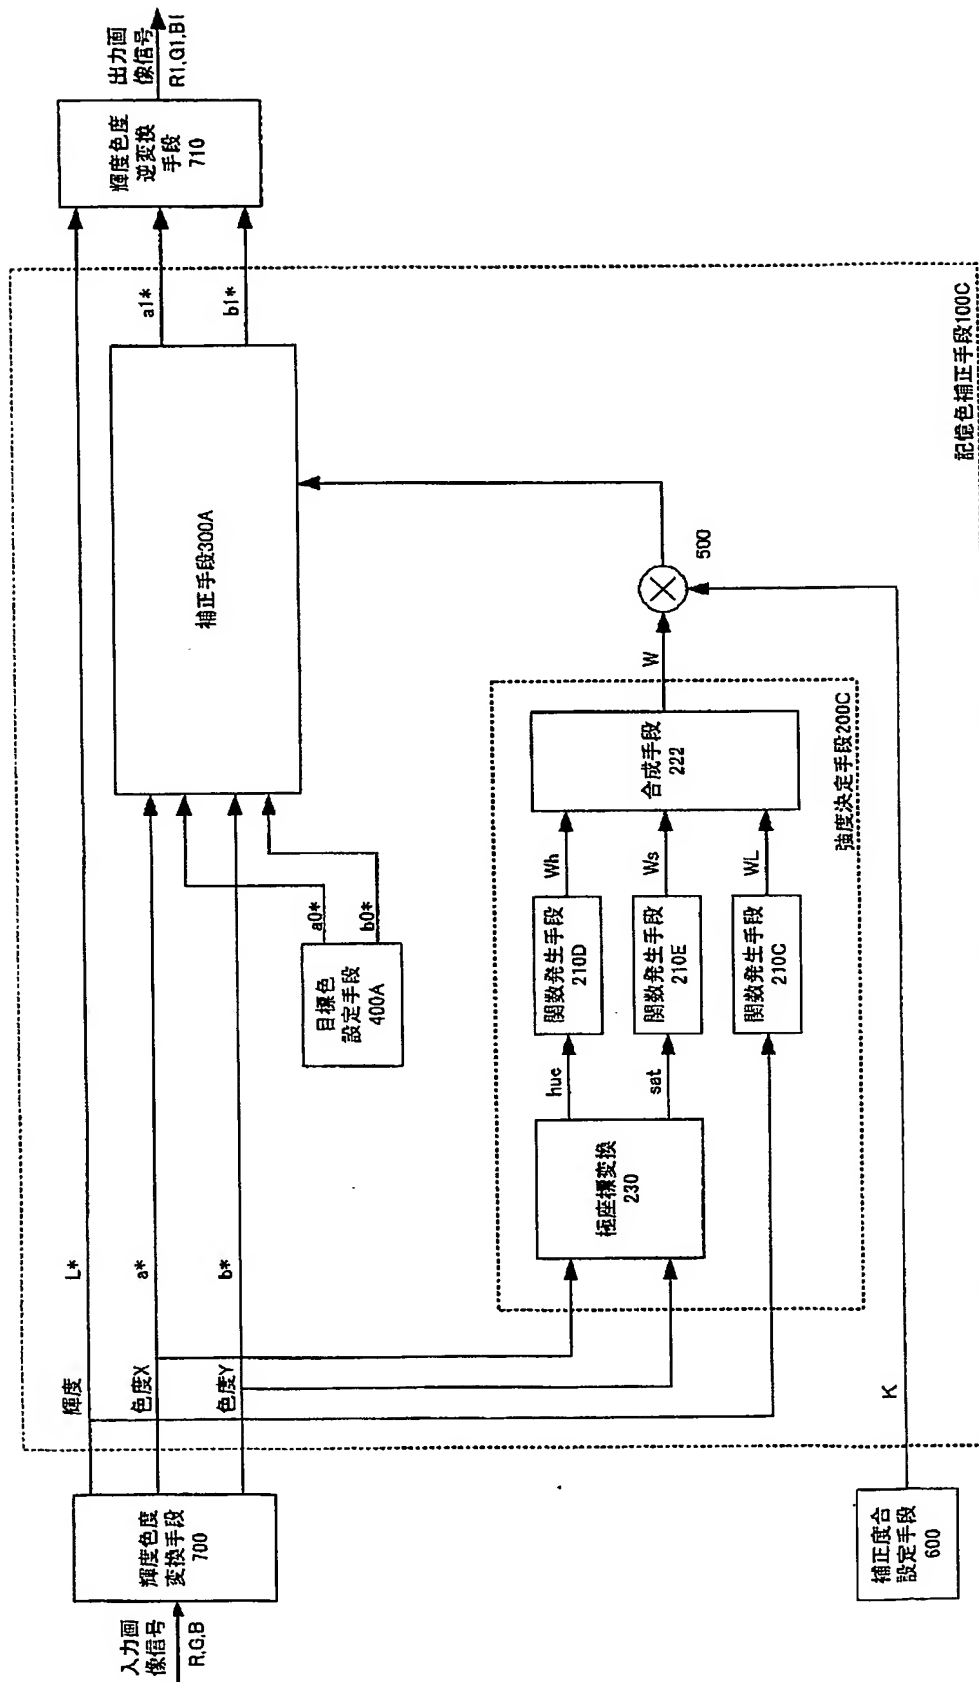 入力画
像信号
R,G,B
輝度色度
変換手段
700
輝度
L*
色度X
a*
色度Y
b*
目標色
設定手段
400A
a0*
b0*
補正手段300A
a1*
b1*
輝度色度
逆変換
手段
710
出力画
像信号
R1,G1,B1
極座標変換
230
hue
sat
関数発生手段
210D
関数発生手段
210E
関数発生手段
210C
Wh
Ws
WL
合成手段
222
強度決定手段200C
W
500
K
補正度合
設定手段
600
記憶色補正手段100C